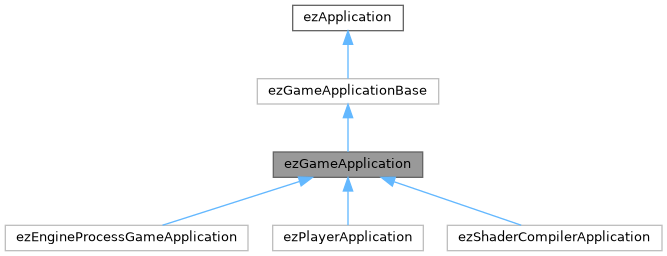 ezApplication
ezGameApplicationBase
ezGameApplication
ezEngineProcessGameApplication
ezPlayerApplication
ezShaderCompilerApplication